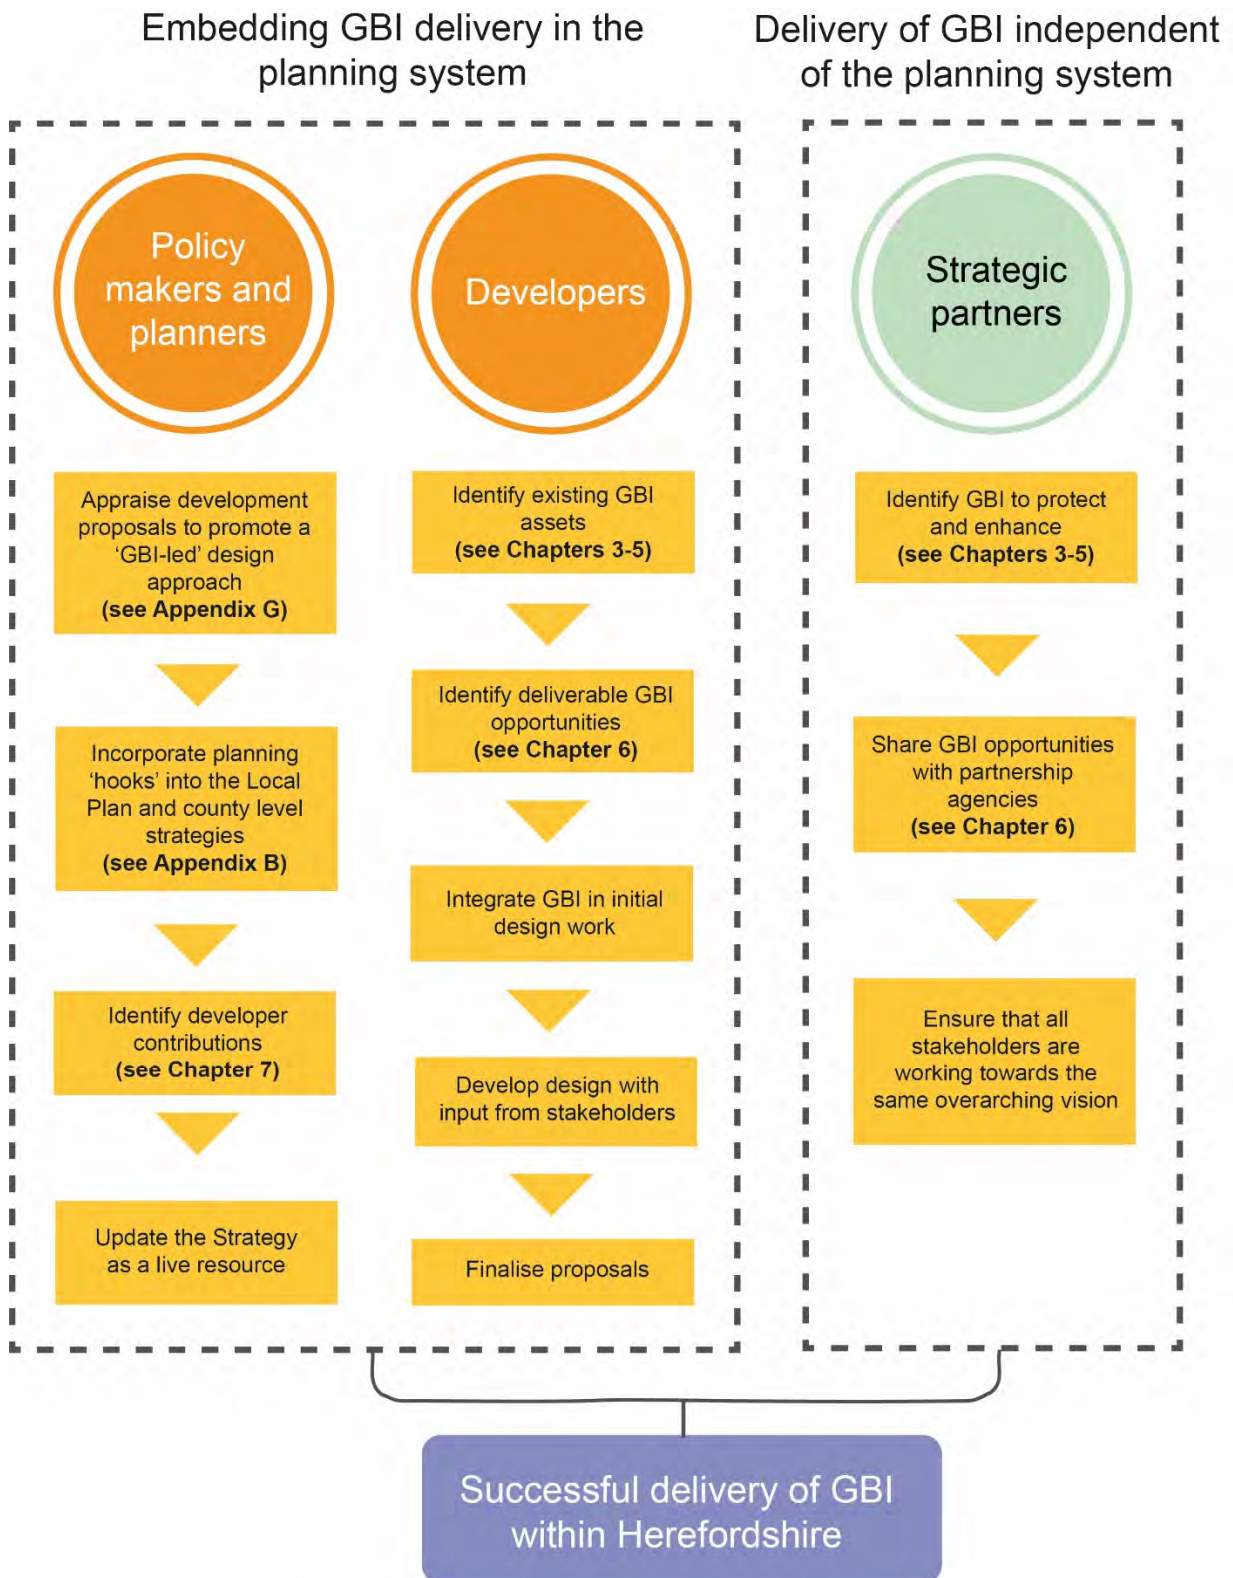 Embedding GBI delivery in the
planning system
Policy
makers and
planners
Appraise development
proposals to promote a
‘GBI-led’ design
approach
(see Appendix G)
Incorporate planning
‘hooks’ into the Local
Plan and county level
strategies
(see Appendix B)
Identify developer
contributions
(see Chapter 7)
Update the Strategy
as a live resource
Developers
Identify existing GBI
assets
(see Chapters 3-5)
Identify deliverable GBI
opportunities
(see Chapter 6)
Integrate GBI in initial
design work
Develop design with
input from stakeholders
Finalise proposals
Delivery of GBI independent
of the planning system
Strategic
partners
Identify GBI to protect
and enhance
(see Chapters 3-5)
Share GBI opportunities
with partnership
agencies
(see Chapter 6)
Ensure that all
stakeholders are
working towards the
same overarching vision
Successful delivery of GBI
within Herefordshire